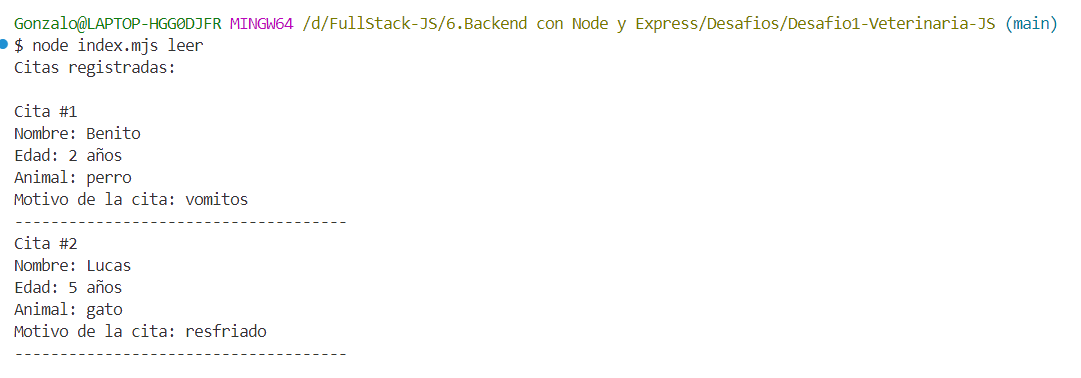 Gonzalo@LAPTOP-HGG0DJFR MINGW64 /d/FullStack-JS/6.Backend con Node y Express/Desafios/Desafio1-Veterinaria-JS (main)
$ node index.mjs leer
Citas registradas:

Cita #1
Nombre: Benito
Edad: 2 años
Animal: perro
Motivo de la cita: vomitos
-------------------------------------
Cita #2
Nombre: Lucas
Edad: 5 años
Animal: gato
Motivo de la cita: resfriado
-------------------------------------